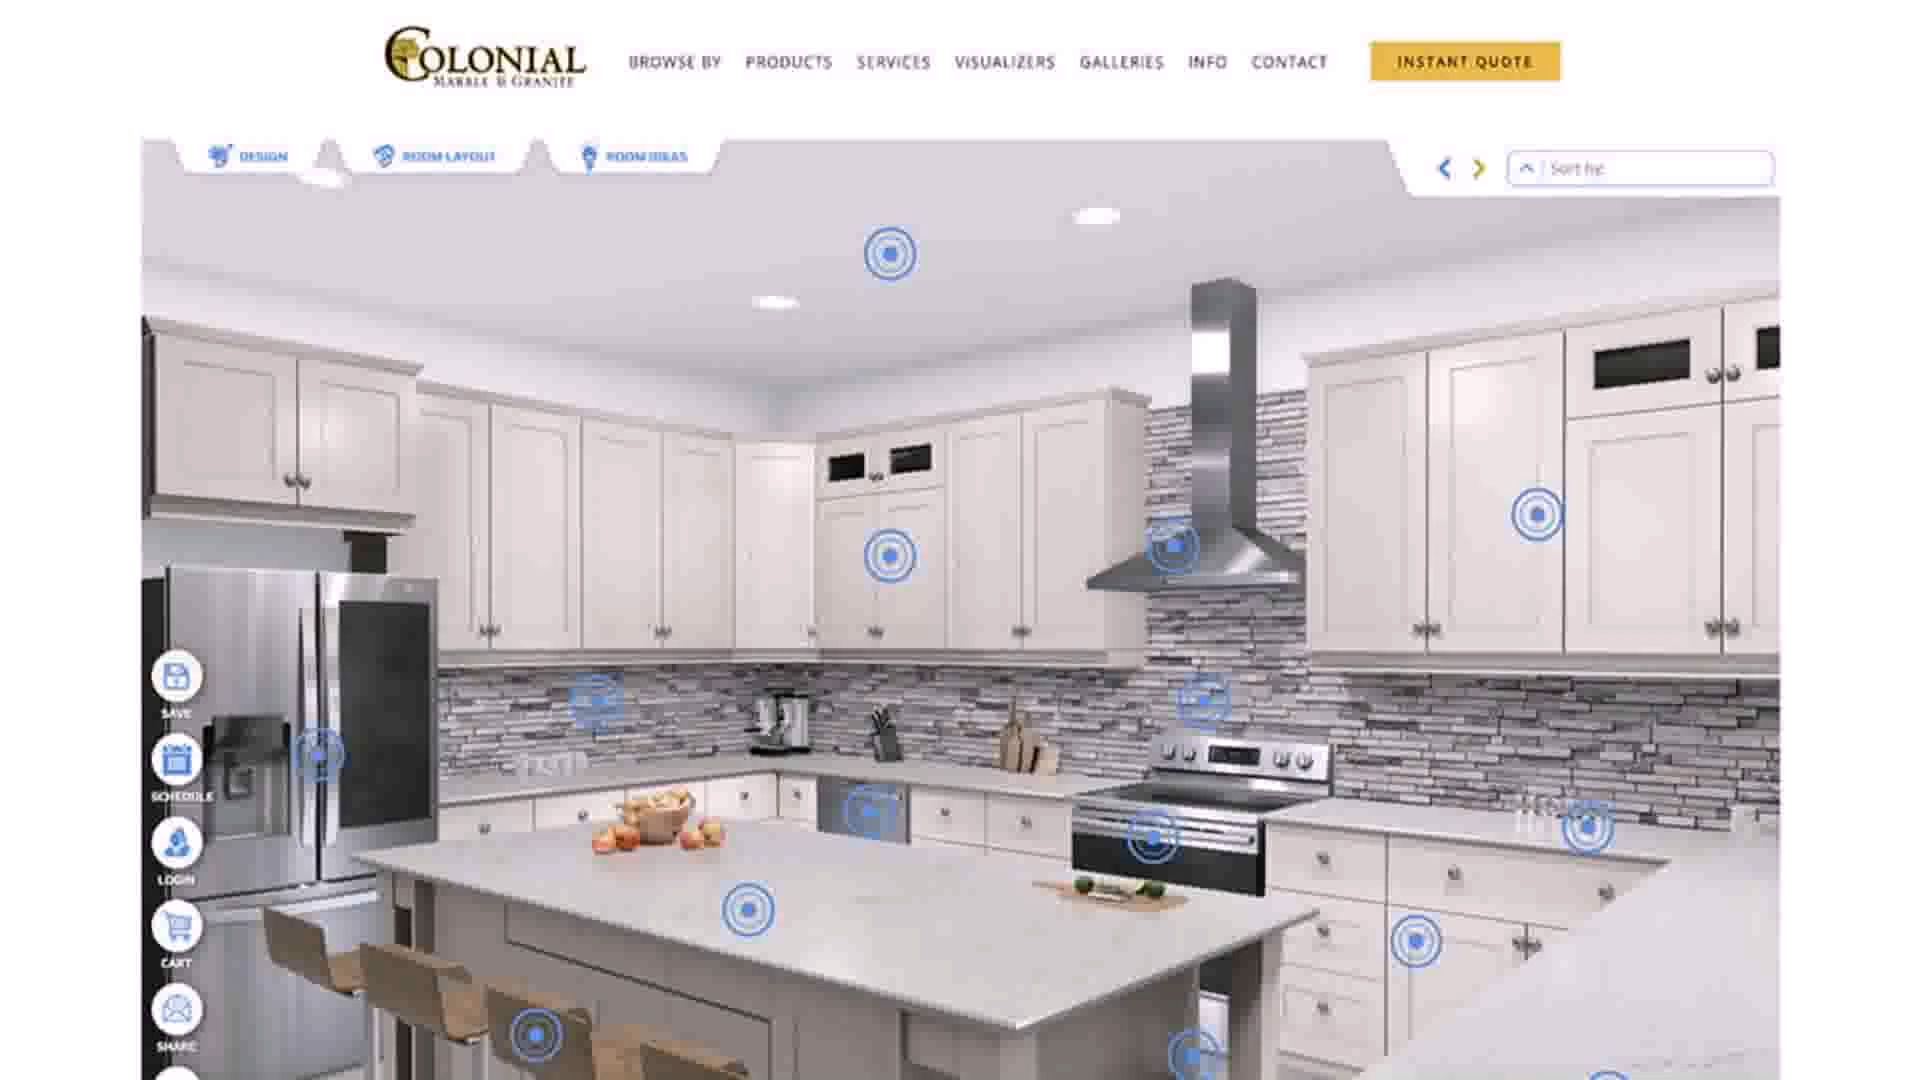 COLONIAL
MARBLE & GRANITE
BROWSE BY PRODUCTS SERVICES VISUALIZERS GALLERIES INFO CONTACT INSTANT QUOTE
DESIGN ROOM LAYOUT ROOM IDEAS
Sort by:
SAVE
SCHEDULE
LOGIN
CART
SHARE